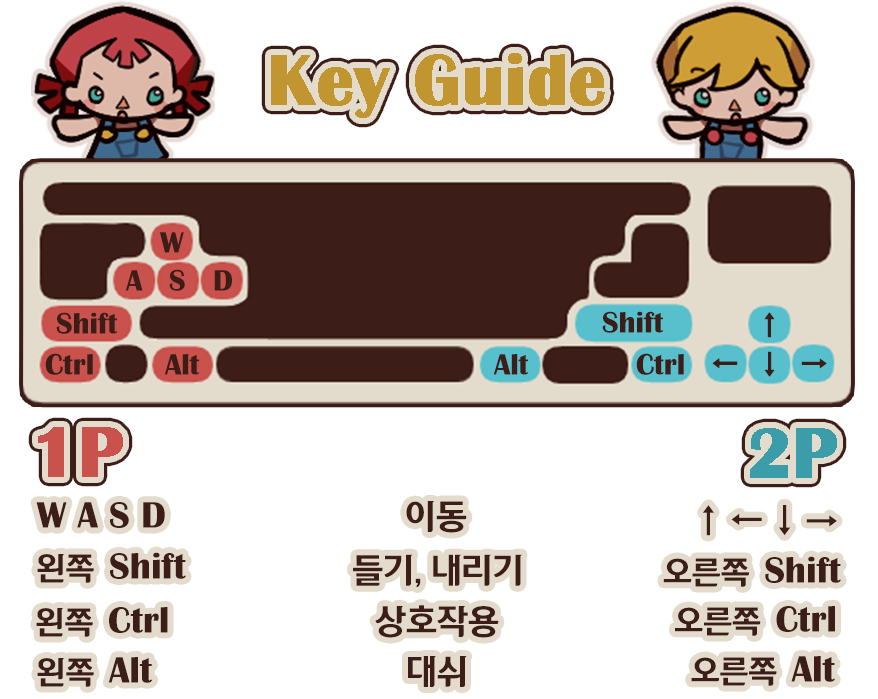 Key Guide
W
A S D
Shift Shift ↑
Ctrl Alt Alt Ctrl ← ↓ →
1P 2P
W A S D 이동 ↑ ← ↓ →
왼쪽 Shift 들기, 내리기 오른쪽 Shift
왼쪽 Ctrl 상호작용 오른쪽 Ctrl
왼쪽 Alt 대쉬 오른쪽 Alt